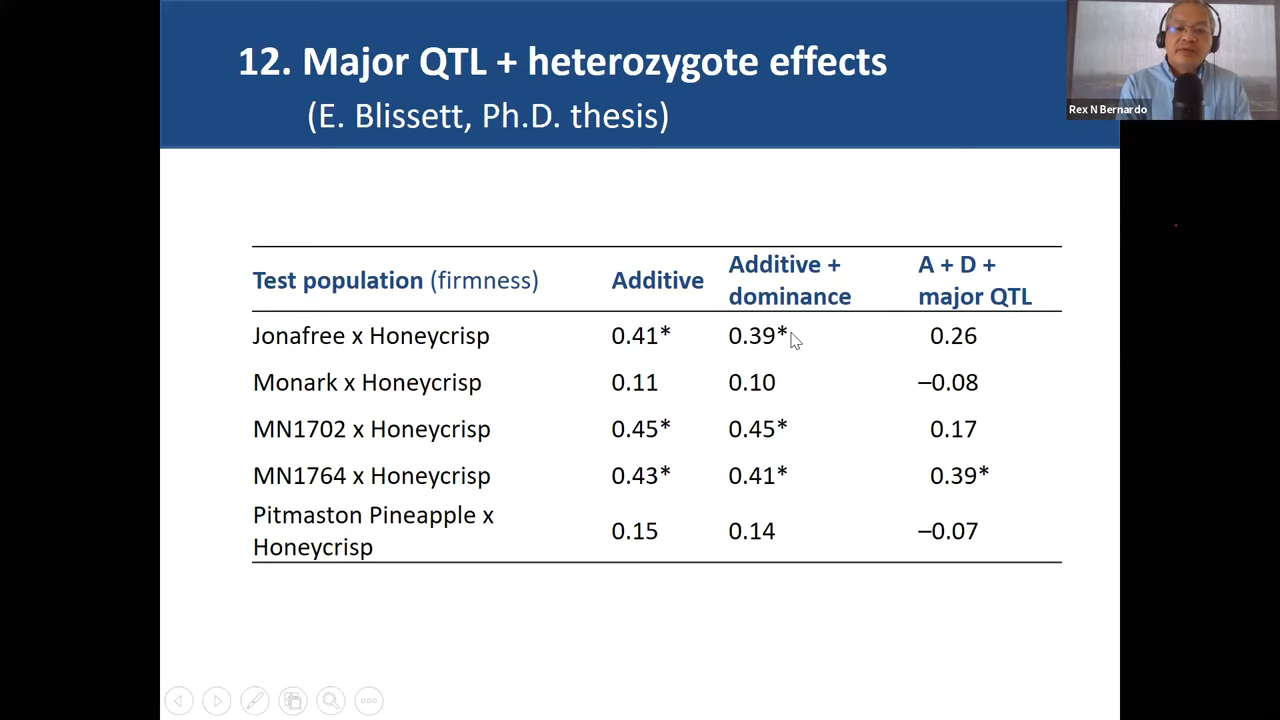 12. Major QTL + heterozygote effects
(E. Blissett, Ph.D. thesis)
Rex N Bernardo
Test population (firmness) Additive Additive + dominance A + D + major QTL
Jonafree x Honeycrisp 0.41* 0.39* 0.26
Monark x Honeycrisp 0.11 0.10 –0.08
MN1702 x Honeycrisp 0.45* 0.45* 0.17
MN1764 x Honeycrisp 0.43* 0.41* 0.39*
Pitmaston Pineapple x
Honeycrisp 0.15 0.14 –0.07